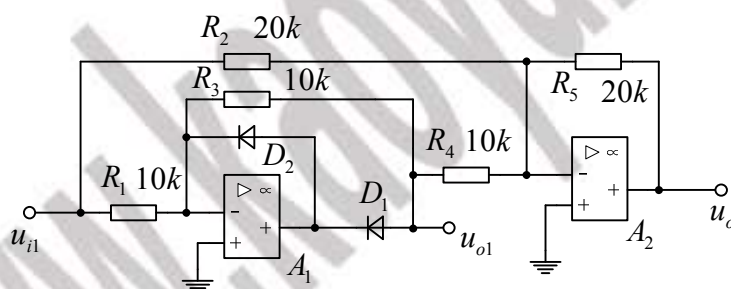 R2 20k
R3 10k
R5 20k
R4 10k
D2
R1 10k
D1
▷ ∞
-
+
+
A1
▷ ∞
-
+
+
A2
ui1
uo1
uo